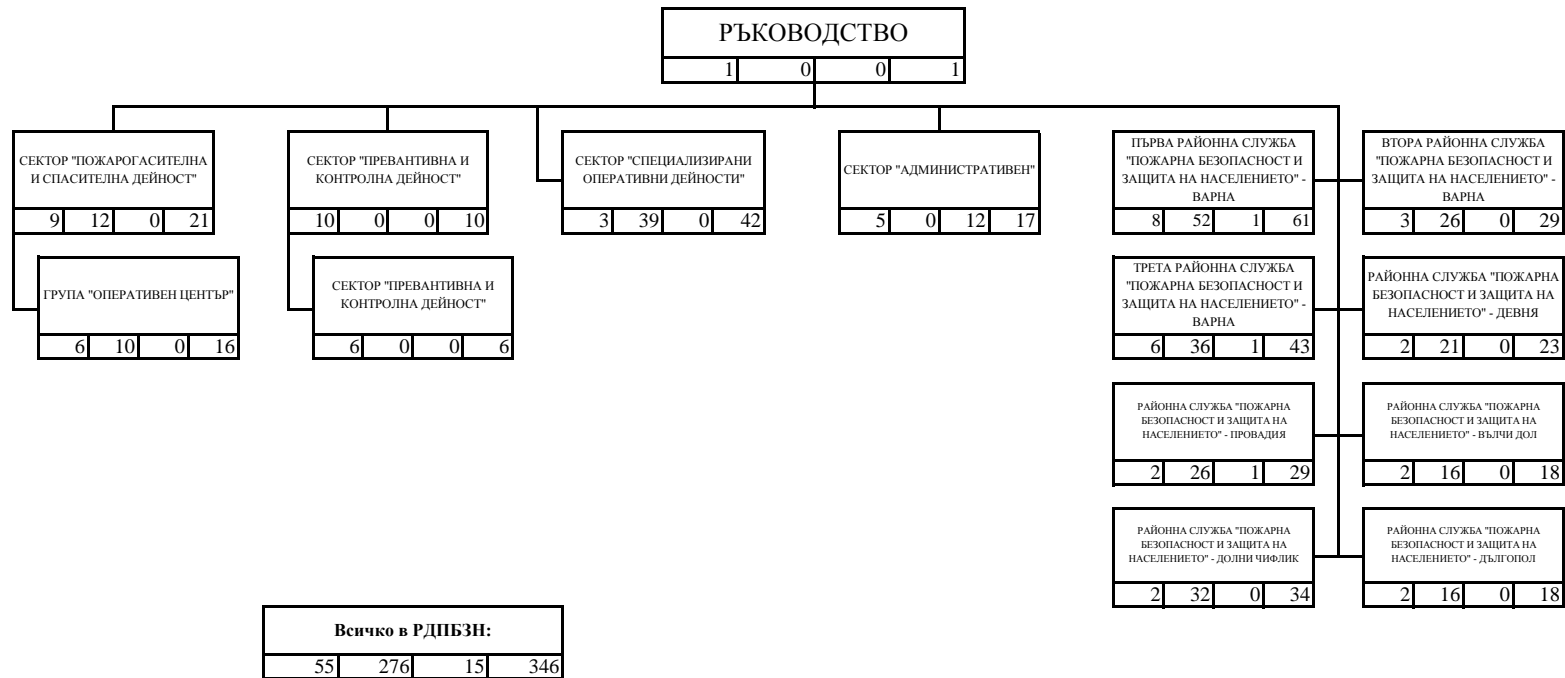 РЪКОВОДСТВО
1 0 0 1
СЕКТОР "ПОЖАРОГАСИТЕЛНА
И СПАСИТЕЛНА ДЕЙНОСТ"
9 12 0 21
СЕКТОР "ПРЕВАНТИВНА И
КОНТРОЛНА ДЕЙНОСТ"
10 0 0 10
СЕКТОР "СПЕЦИАЛИЗИРАНИ
ОПЕРАТИВНИ ДЕЙНОСТИ"
3 39 0 42
СЕКТОР "АДМИНИСТРАТИВЕН"
5 0 12 17
ПЪРВА РАЙОННА СЛУЖБА
"ПОЖАРНА БЕЗОПАСНОСТ И
ЗАЩИТА НА НАСЕЛЕНИЕТО" -
ВАРНА
8 52 1 61
ВТОРА РАЙОННА СЛУЖБА
"ПОЖАРНА БЕЗОПАСНОСТ И
ЗАЩИТА НА НАСЕЛЕНИЕТО" -
ВАРНА
3 26 0 29
ГРУПА "ОПЕРАТИВЕН ЦЕНТЪР"
6 10 0 16
СЕКТОР "ПРЕВАНТИВНА И
КОНТРОЛНА ДЕЙНОСТ"
6 0 0 6
ТРЕТА РАЙОННА СЛУЖБА
"ПОЖАРНА БЕЗОПАСНОСТ И
ЗАЩИТА НА НАСЕЛЕНИЕТО" -
ВАРНА
6 36 1 43
РАЙОННА СЛУЖБА "ПОЖАРНА
БЕЗОПАСНОСТ И ЗАЩИТА НА
НАСЕЛЕНИЕТО" - ДЕВНЯ
2 21 0 23
РАЙОННА СЛУЖБА "ПОЖАРНА
БЕЗОПАСНОСТ И ЗАЩИТА НА
НАСЕЛЕНИЕТО" - ПРОВАДИЯ
2 26 1 29
РАЙОННА СЛУЖБА "ПОЖАРНА
БЕЗОПАСНОСТ И ЗАЩИТА НА
НАСЕЛЕНИЕТО" - ВЪЛЧИ ДОЛ
2 16 0 18
РАЙОННА СЛУЖБА "ПОЖАРНА
БЕЗОПАСНОСТ И ЗАЩИТА НА
НАСЕЛЕНИЕТО" - ДОЛНИ ЧИФЛИК
2 32 0 34
РАЙОННА СЛУЖБА "ПОЖАРНА
БЕЗОПАСНОСТ И ЗАЩИТА НА
НАСЕЛЕНИЕТО" - ДЪЛГОПОЛ
2 16 0 18
Всичко в РДПБЗН:
55 276 15 346